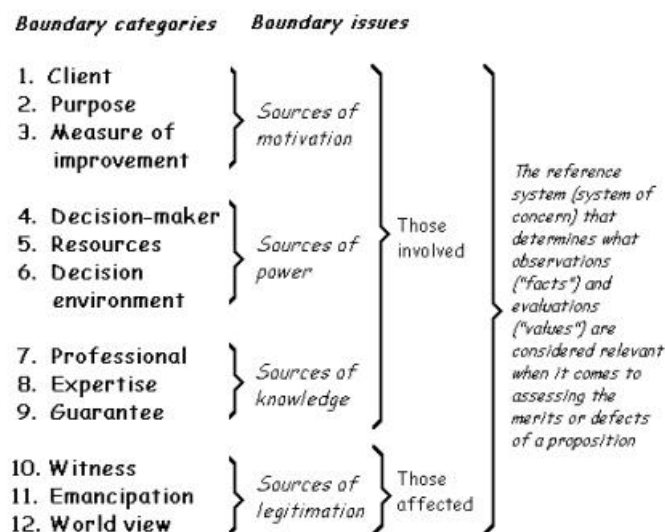 Boundary categories
Boundary issues
1. Client
2. Purpose
3. Measure of
improvement
Sources of
motivation
4. Decision-maker
5. Resources
6. Decision
environment
Sources of
power
7. Professional
8. Expertise
9. Guarantee
Sources of
knowledge
10. Witness
11. Emancipation
12. World view
Sources of
legitimation
Those
involved
Those
affected
The reference
system (system of
concern) that
determines what
observations
("facts") and
evaluations
("values") are
considered relevant
when it comes to
assessing the
merits or defects
of a proposition